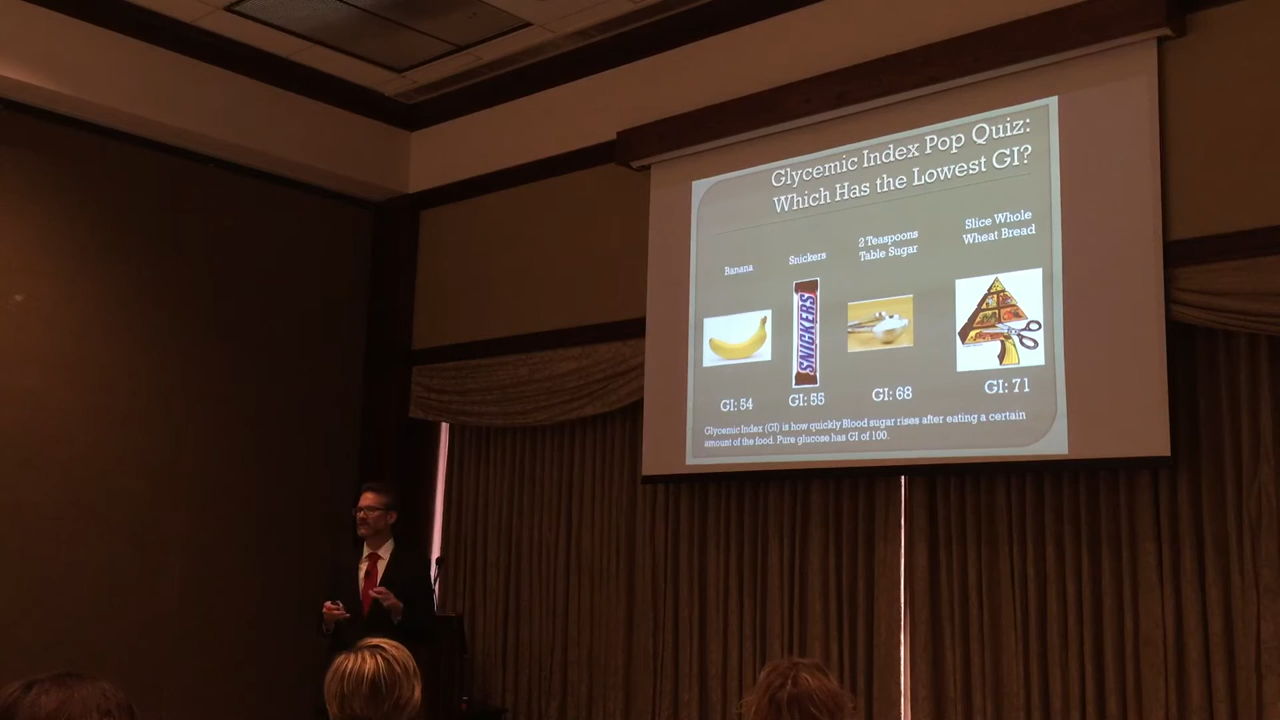 Glycemic Index Pop Quiz:
Which Has the Lowest GI?
Banana
Snickers
2 Teaspoons
Table Sugar
Slice Whole
Wheat Bread
SNICKERS
GI: 54
GI: 55
GI: 68
GI: 71
Glycemic Index (GI) is how quickly Blood sugar rises after eating a certain
amount of the food. Pure glucose has GI of 100.